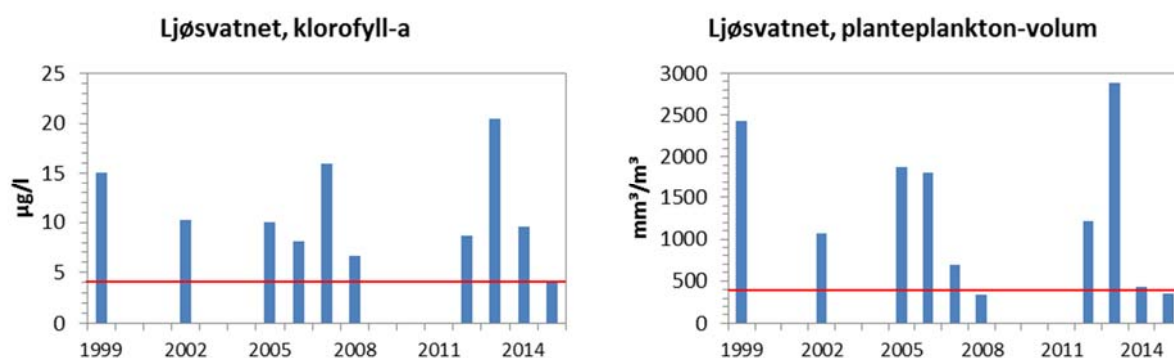 Ljøsvatnet, klorofyll-a
25
20
15
10
5
0
µg/l
1999 2002 2005 2008 2011 2014
Ljøsvatnet, planteplankton-volum
3000
2500
2000
1500
1000
500
0
mm³/m³
1999 2002 2005 2008 2011 2014